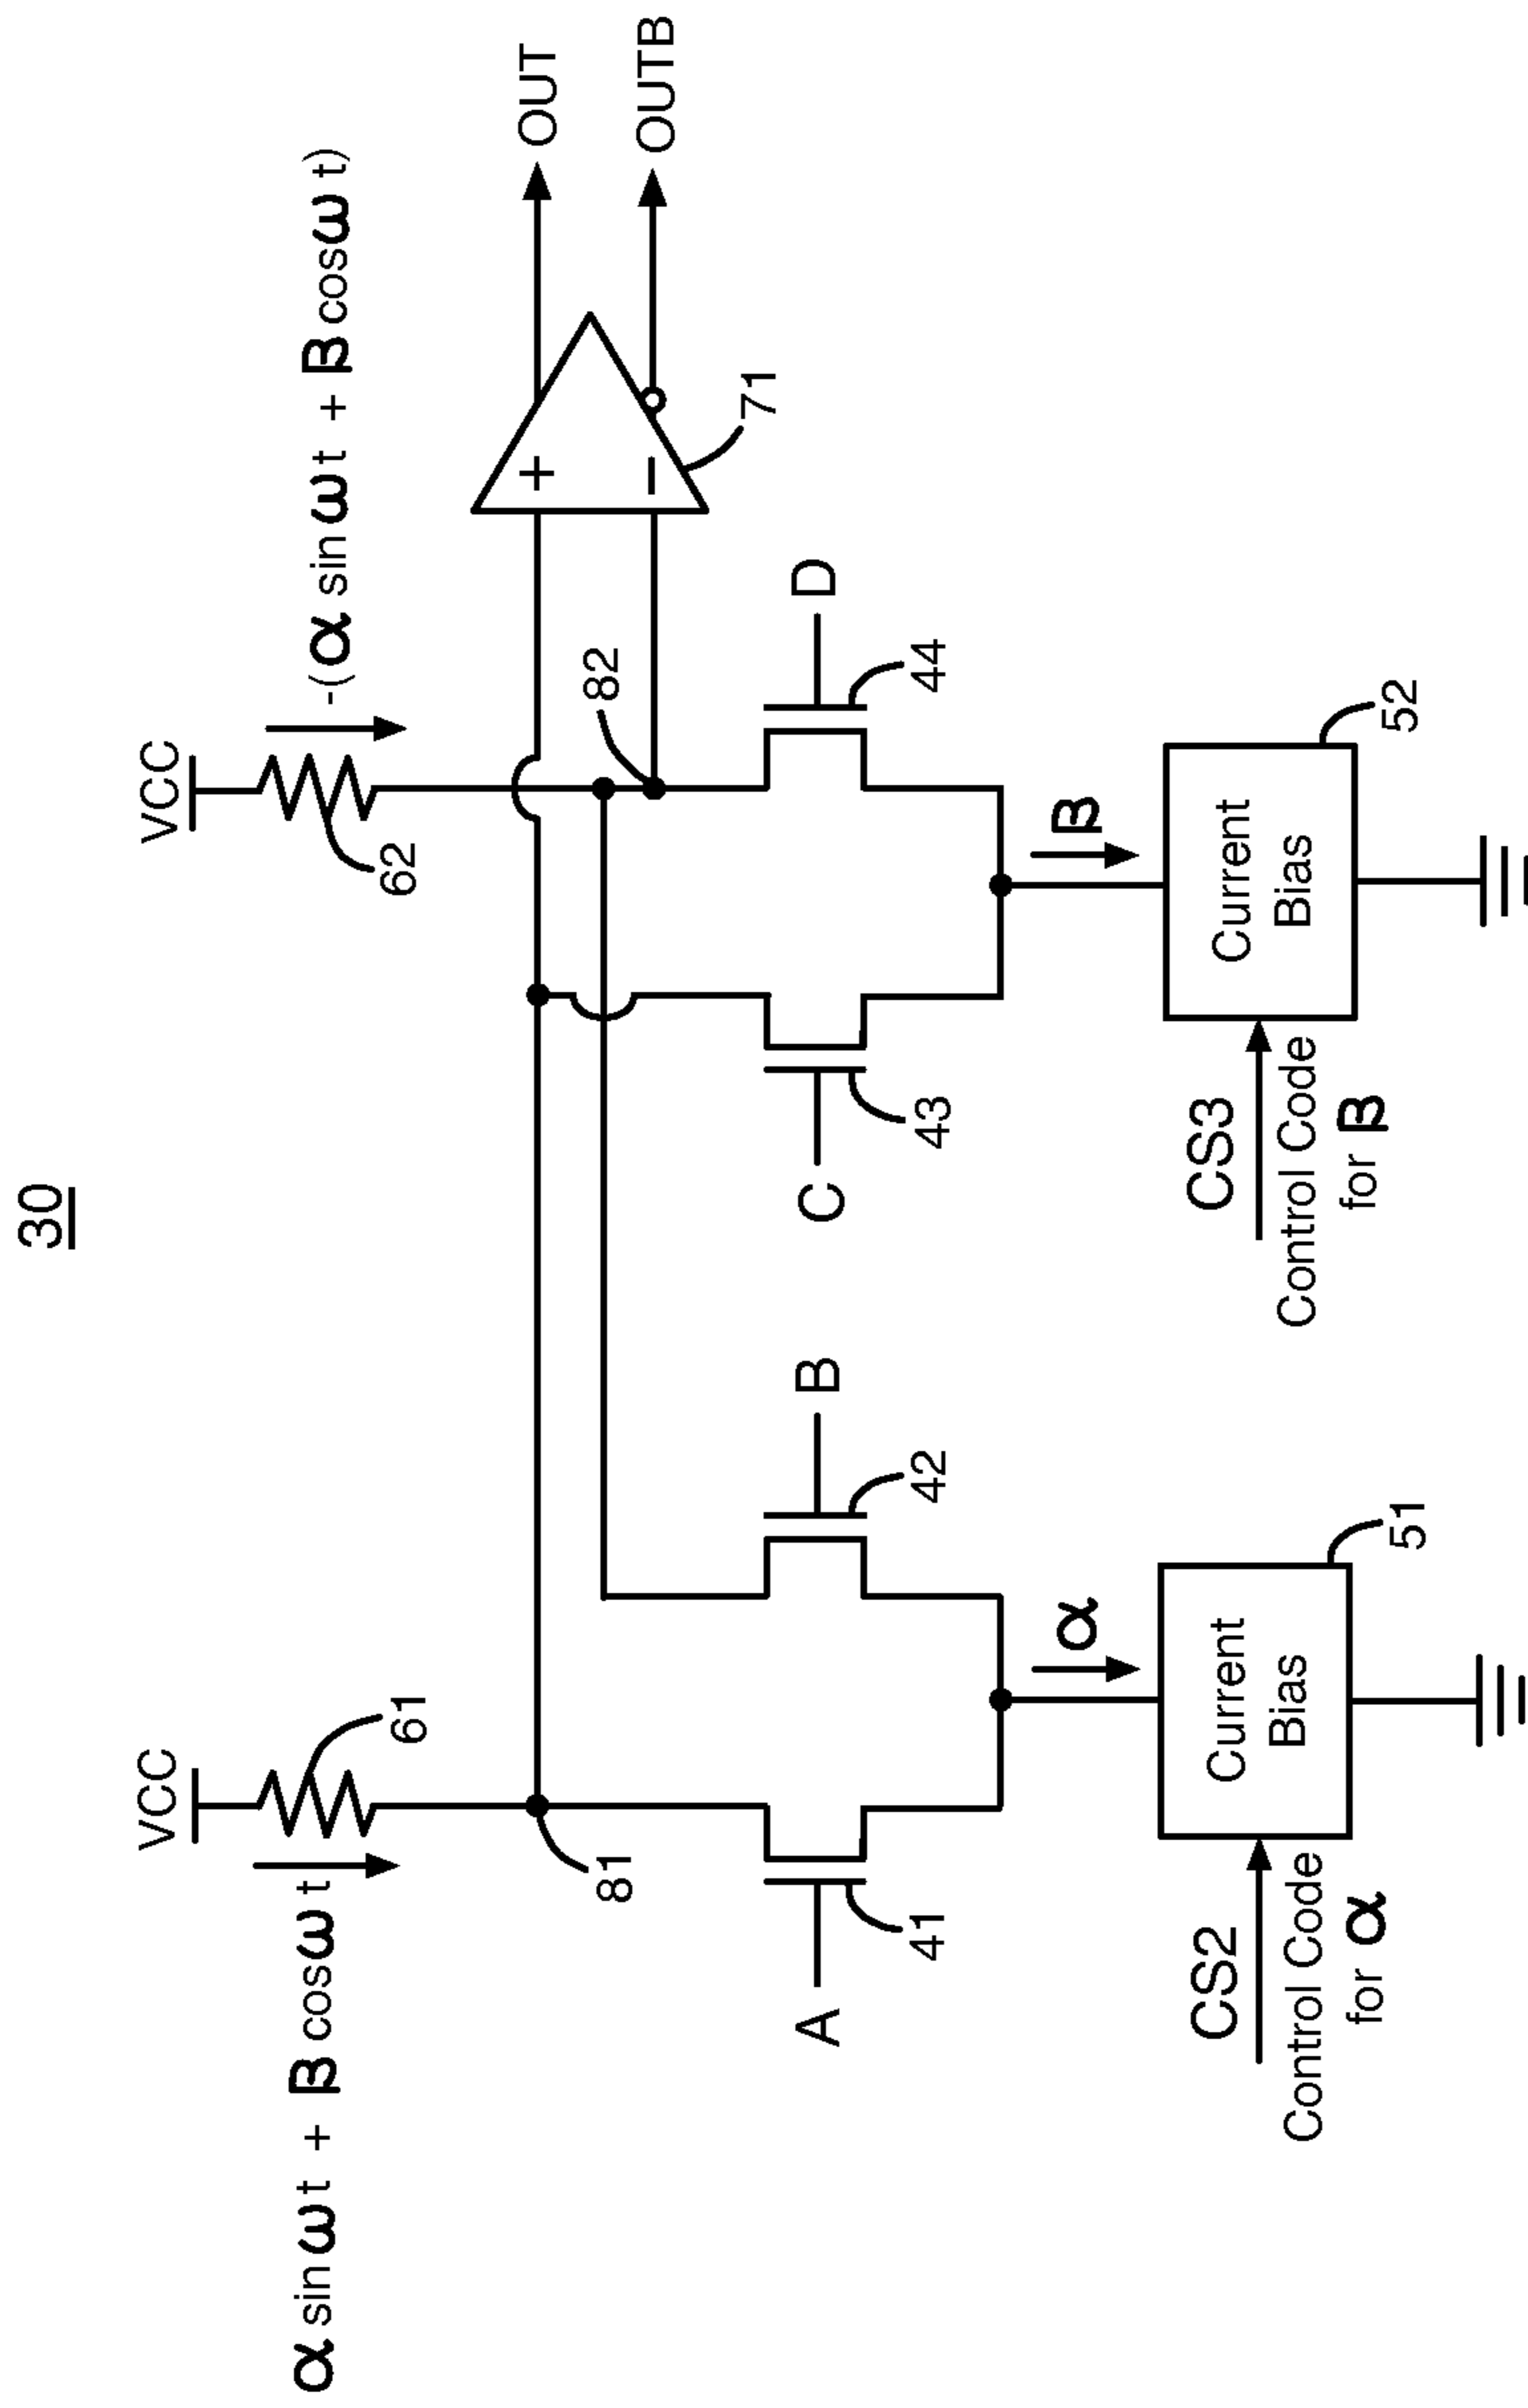 30
α sin ω t + β cos ω t
VCC
61
VCC
62
-(α sin ω t + β cos ω t)
81
82
+
−
71
OUT
OUTB
A
41
B
42
C
43
D
44
α
β
CS2
Control Code
for α
Current
Bias
51
CS3
Control Code
for β
Current
Bias
52